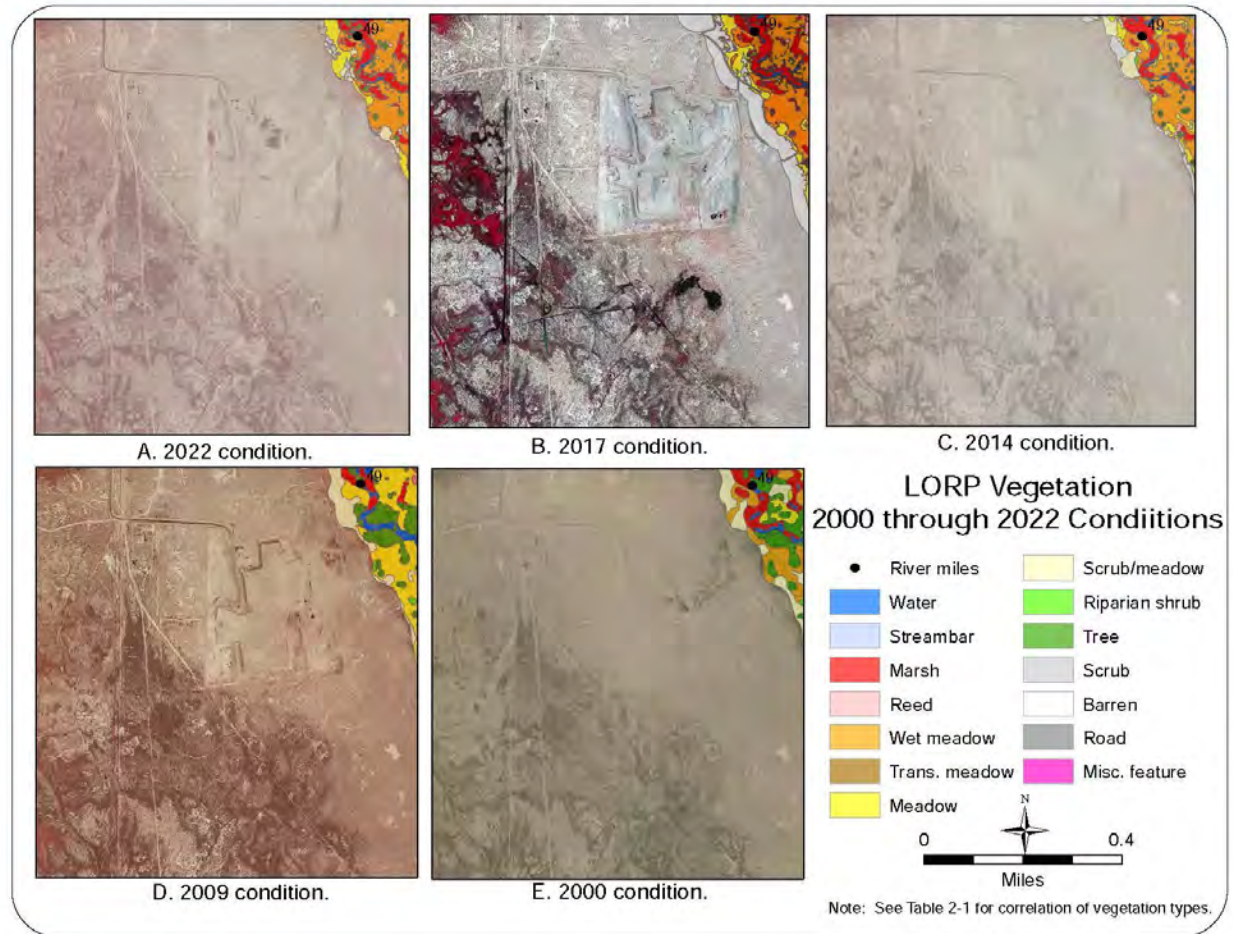 49
49
49
A. 2022 condition.
B. 2017 condition.
C. 2014 condition.
49
49
D. 2009 condition.
E. 2000 condition.
LORP Vegetation
2000 through 2022 Condiitions
River miles
Water
Streambar
Marsh
Reed
Wet meadow
Trans. meadow
Meadow
Scrub/meadow
Riparian shrub
Tree
Scrub
Barren
Road
Misc. feature
N
0 0.4
Miles
Note: See Table 2-1 for correlation of vegetation types.